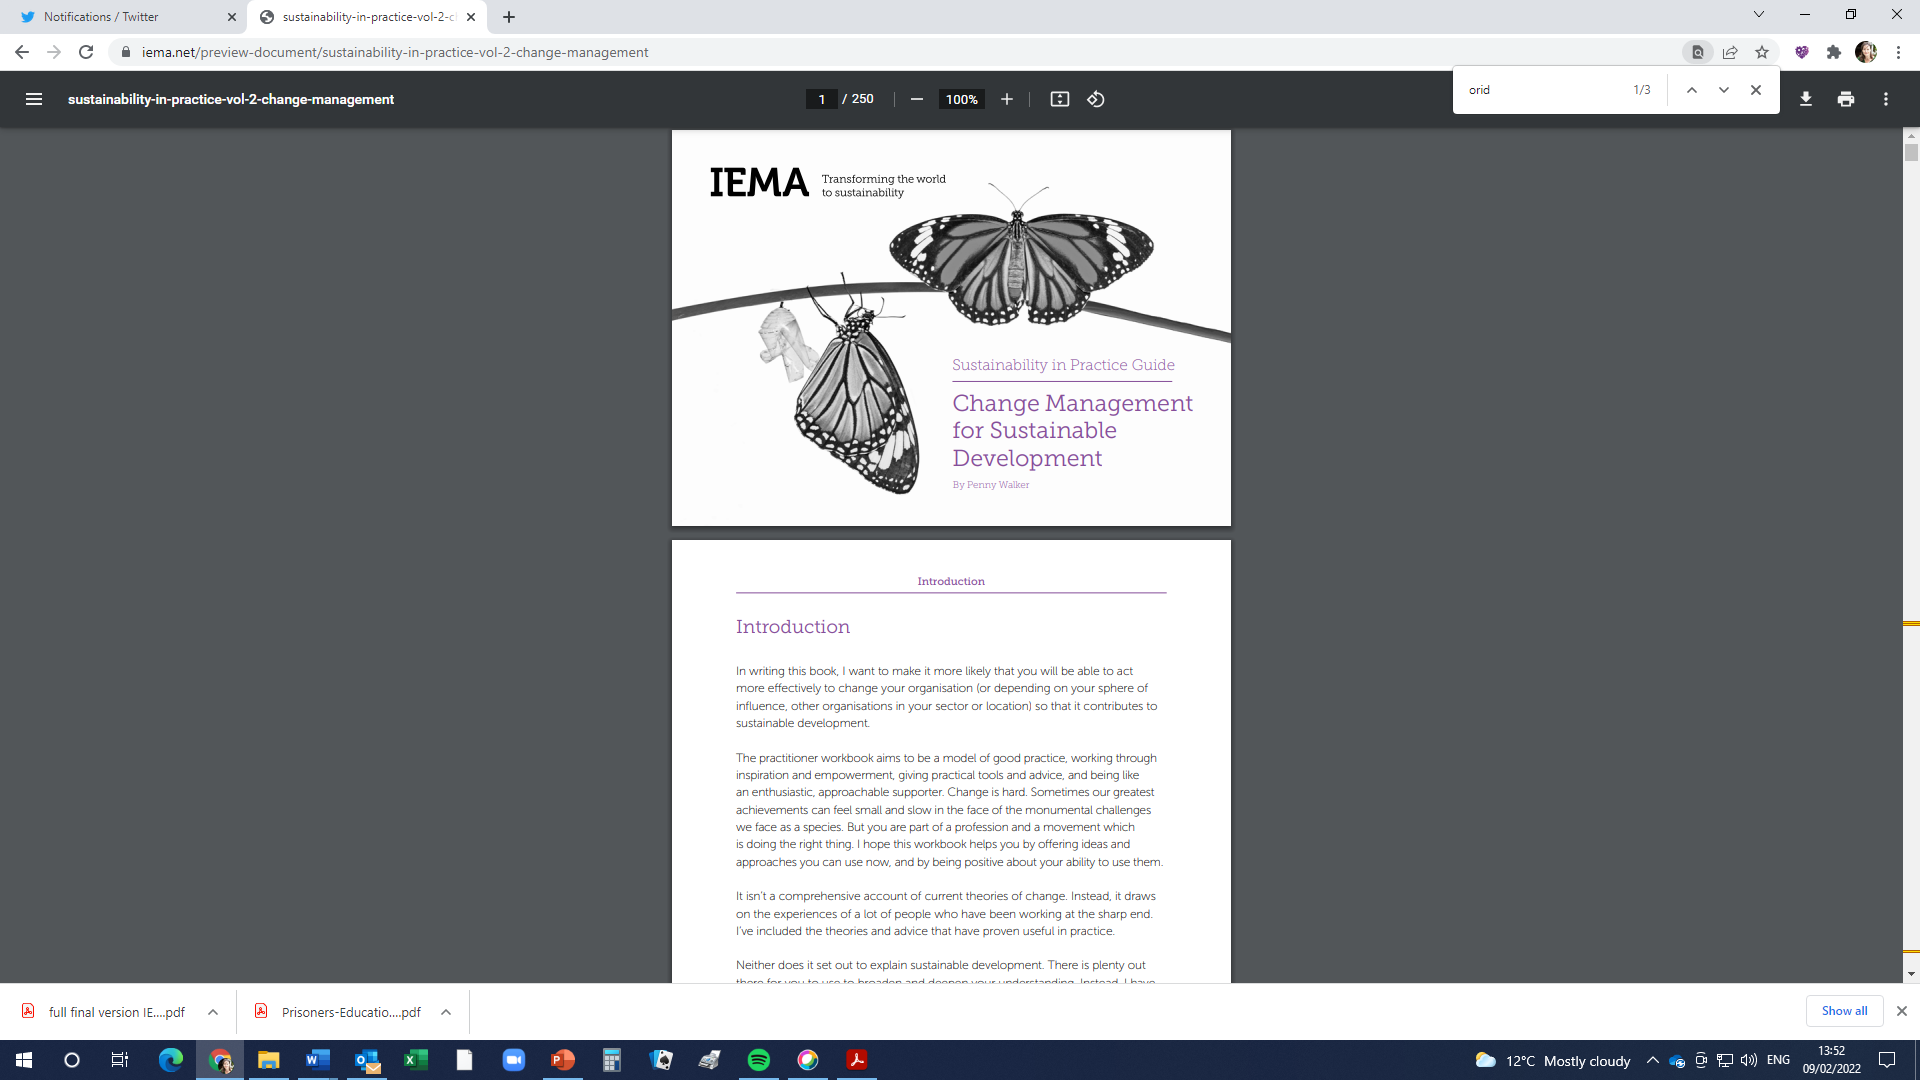 Notifications / Twitter
sustainability-in-practice-vol-2-c
iema.net/preview-document/sustainability-in-practice-vol-2-change-management
sustainability-in-practice-vol-2-change-management
1 / 250
100%
orid
1/3
IEMA
Transforming the world
to sustainability
Sustainability in Practice Guide
Change Management
for Sustainable
Development
By Penny Walker
Introduction
Introduction
In writing this book, I want to make it more likely that you will be able to act
more effectively to change your organisation (or depending on your sphere of
influence, other organisations in your sector or location) so that it contributes to
sustainable development.
The practitioner workbook aims to be a model of good practice, working through
inspiration and empowerment, giving practical tools and advice, and being like
an enthusiastic, approachable supporter. Change is hard. Sometimes our greatest
achievements can feel small and slow in the face of the monumental challenges
we face as a species. But you are part of a profession and a movement which
is doing the right thing. I hope this workbook helps you by offering ideas and
approaches you can use now, and by being positive about your ability to use them.
It isn't a comprehensive account of current theories of change. Instead, it draws
on the experiences of a lot of people who have been working at the sharp end.
I've included the theories and advice that have proven useful in practice.
Neither does it set out to explain sustainable development. There is plenty out
there for you to use to broaden and deepen your understanding. Instead, I have
full final version IE....pdf
Prisoners-Educatio....pdf
Show all
12°C Mostly cloudy
ENG
13:52
09/02/2022